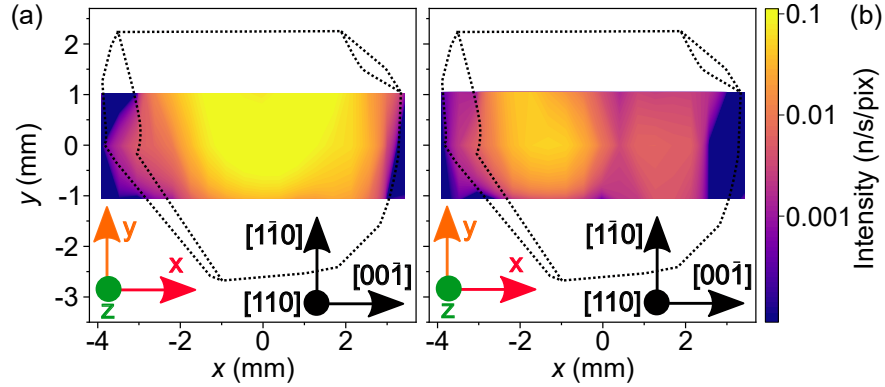 (a)
(b)
2
1
0
-1
-2
-3
y (mm)
y
x
z
[11̄0]
[001̄]
[110]
-4
-2
0
2
x (mm)
y
x
z
[11̄0]
[001̄]
[110]
-4
-2
0
2
x (mm)
0.1
0.01
0.001
Intensity (n/s/pix)